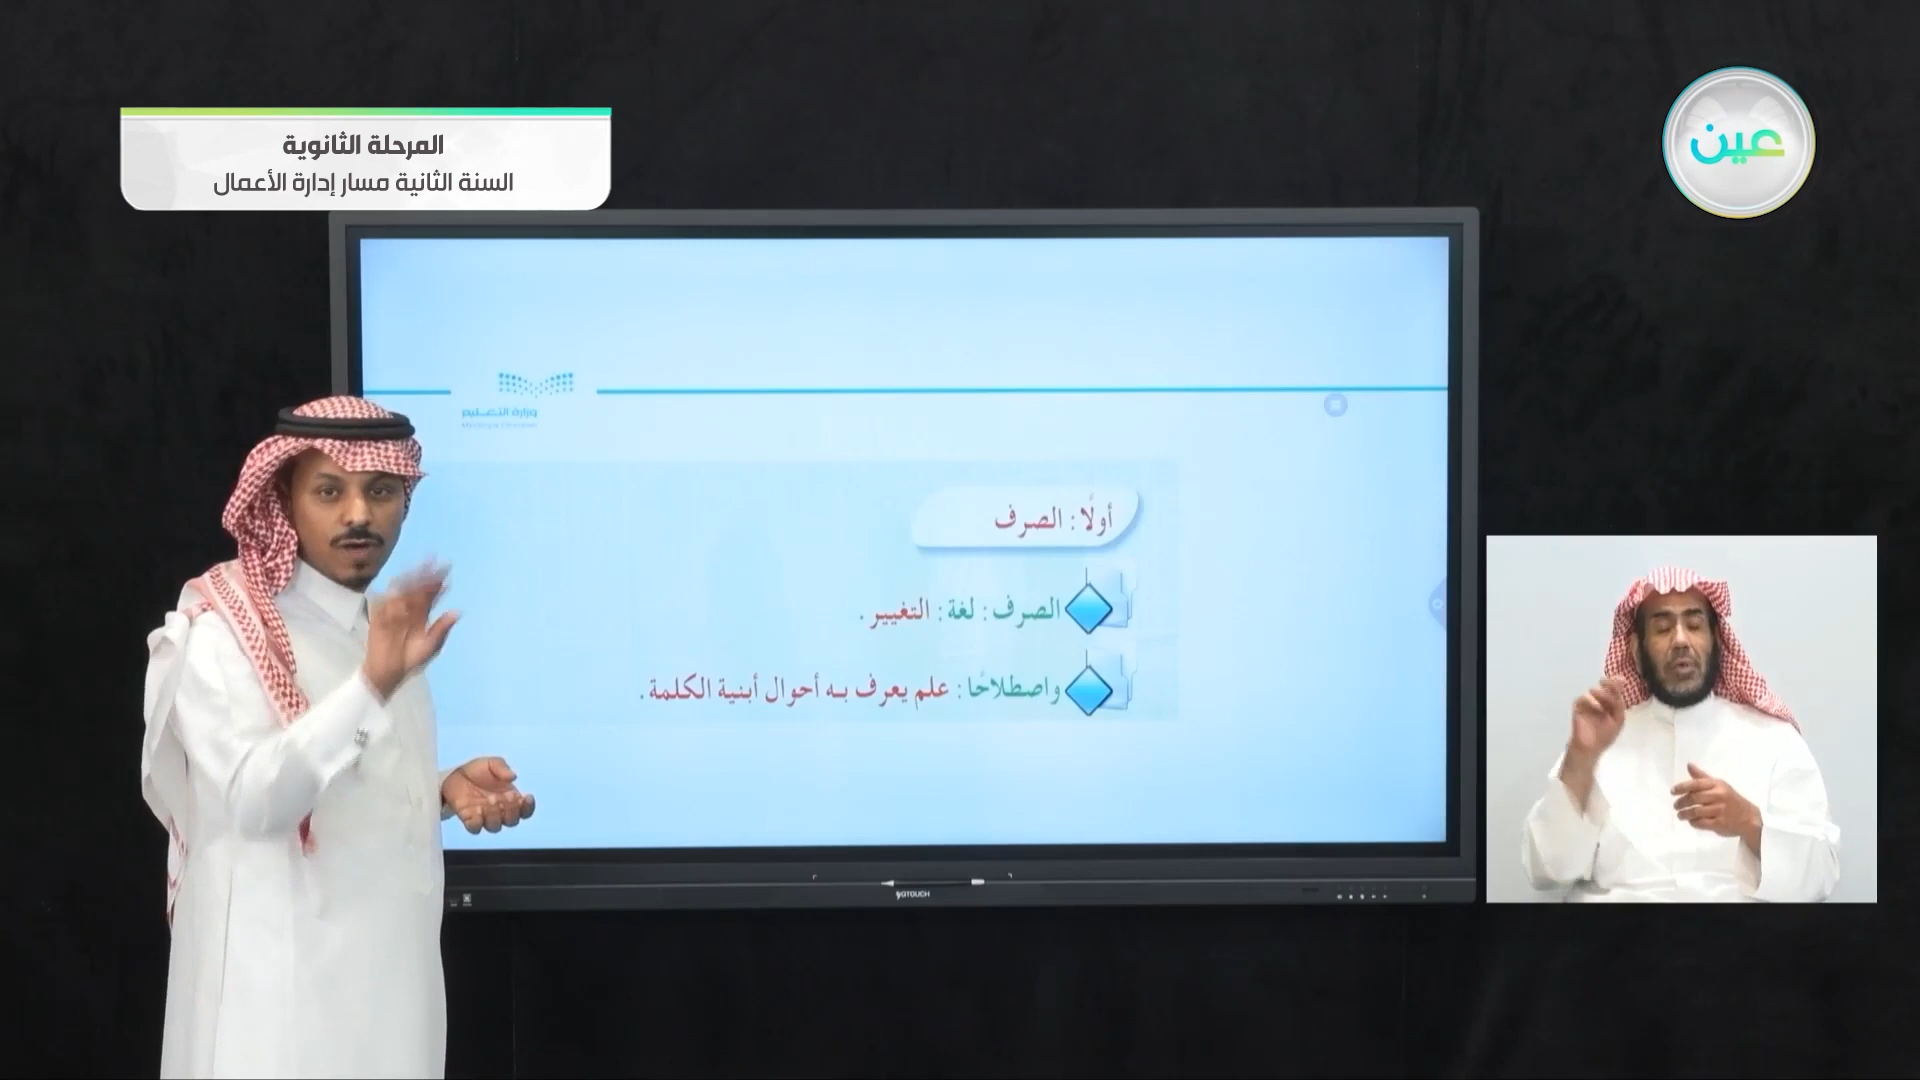 المرحلة الثانوية
السنة الثانية مسار إدارة الأعمال
عين
وزارة التعليم
أولًا: الصرف
الصرف: لغة: التغيير.
واصطلاحًا: علم يعرف به أحوال أبنية الكلمة.